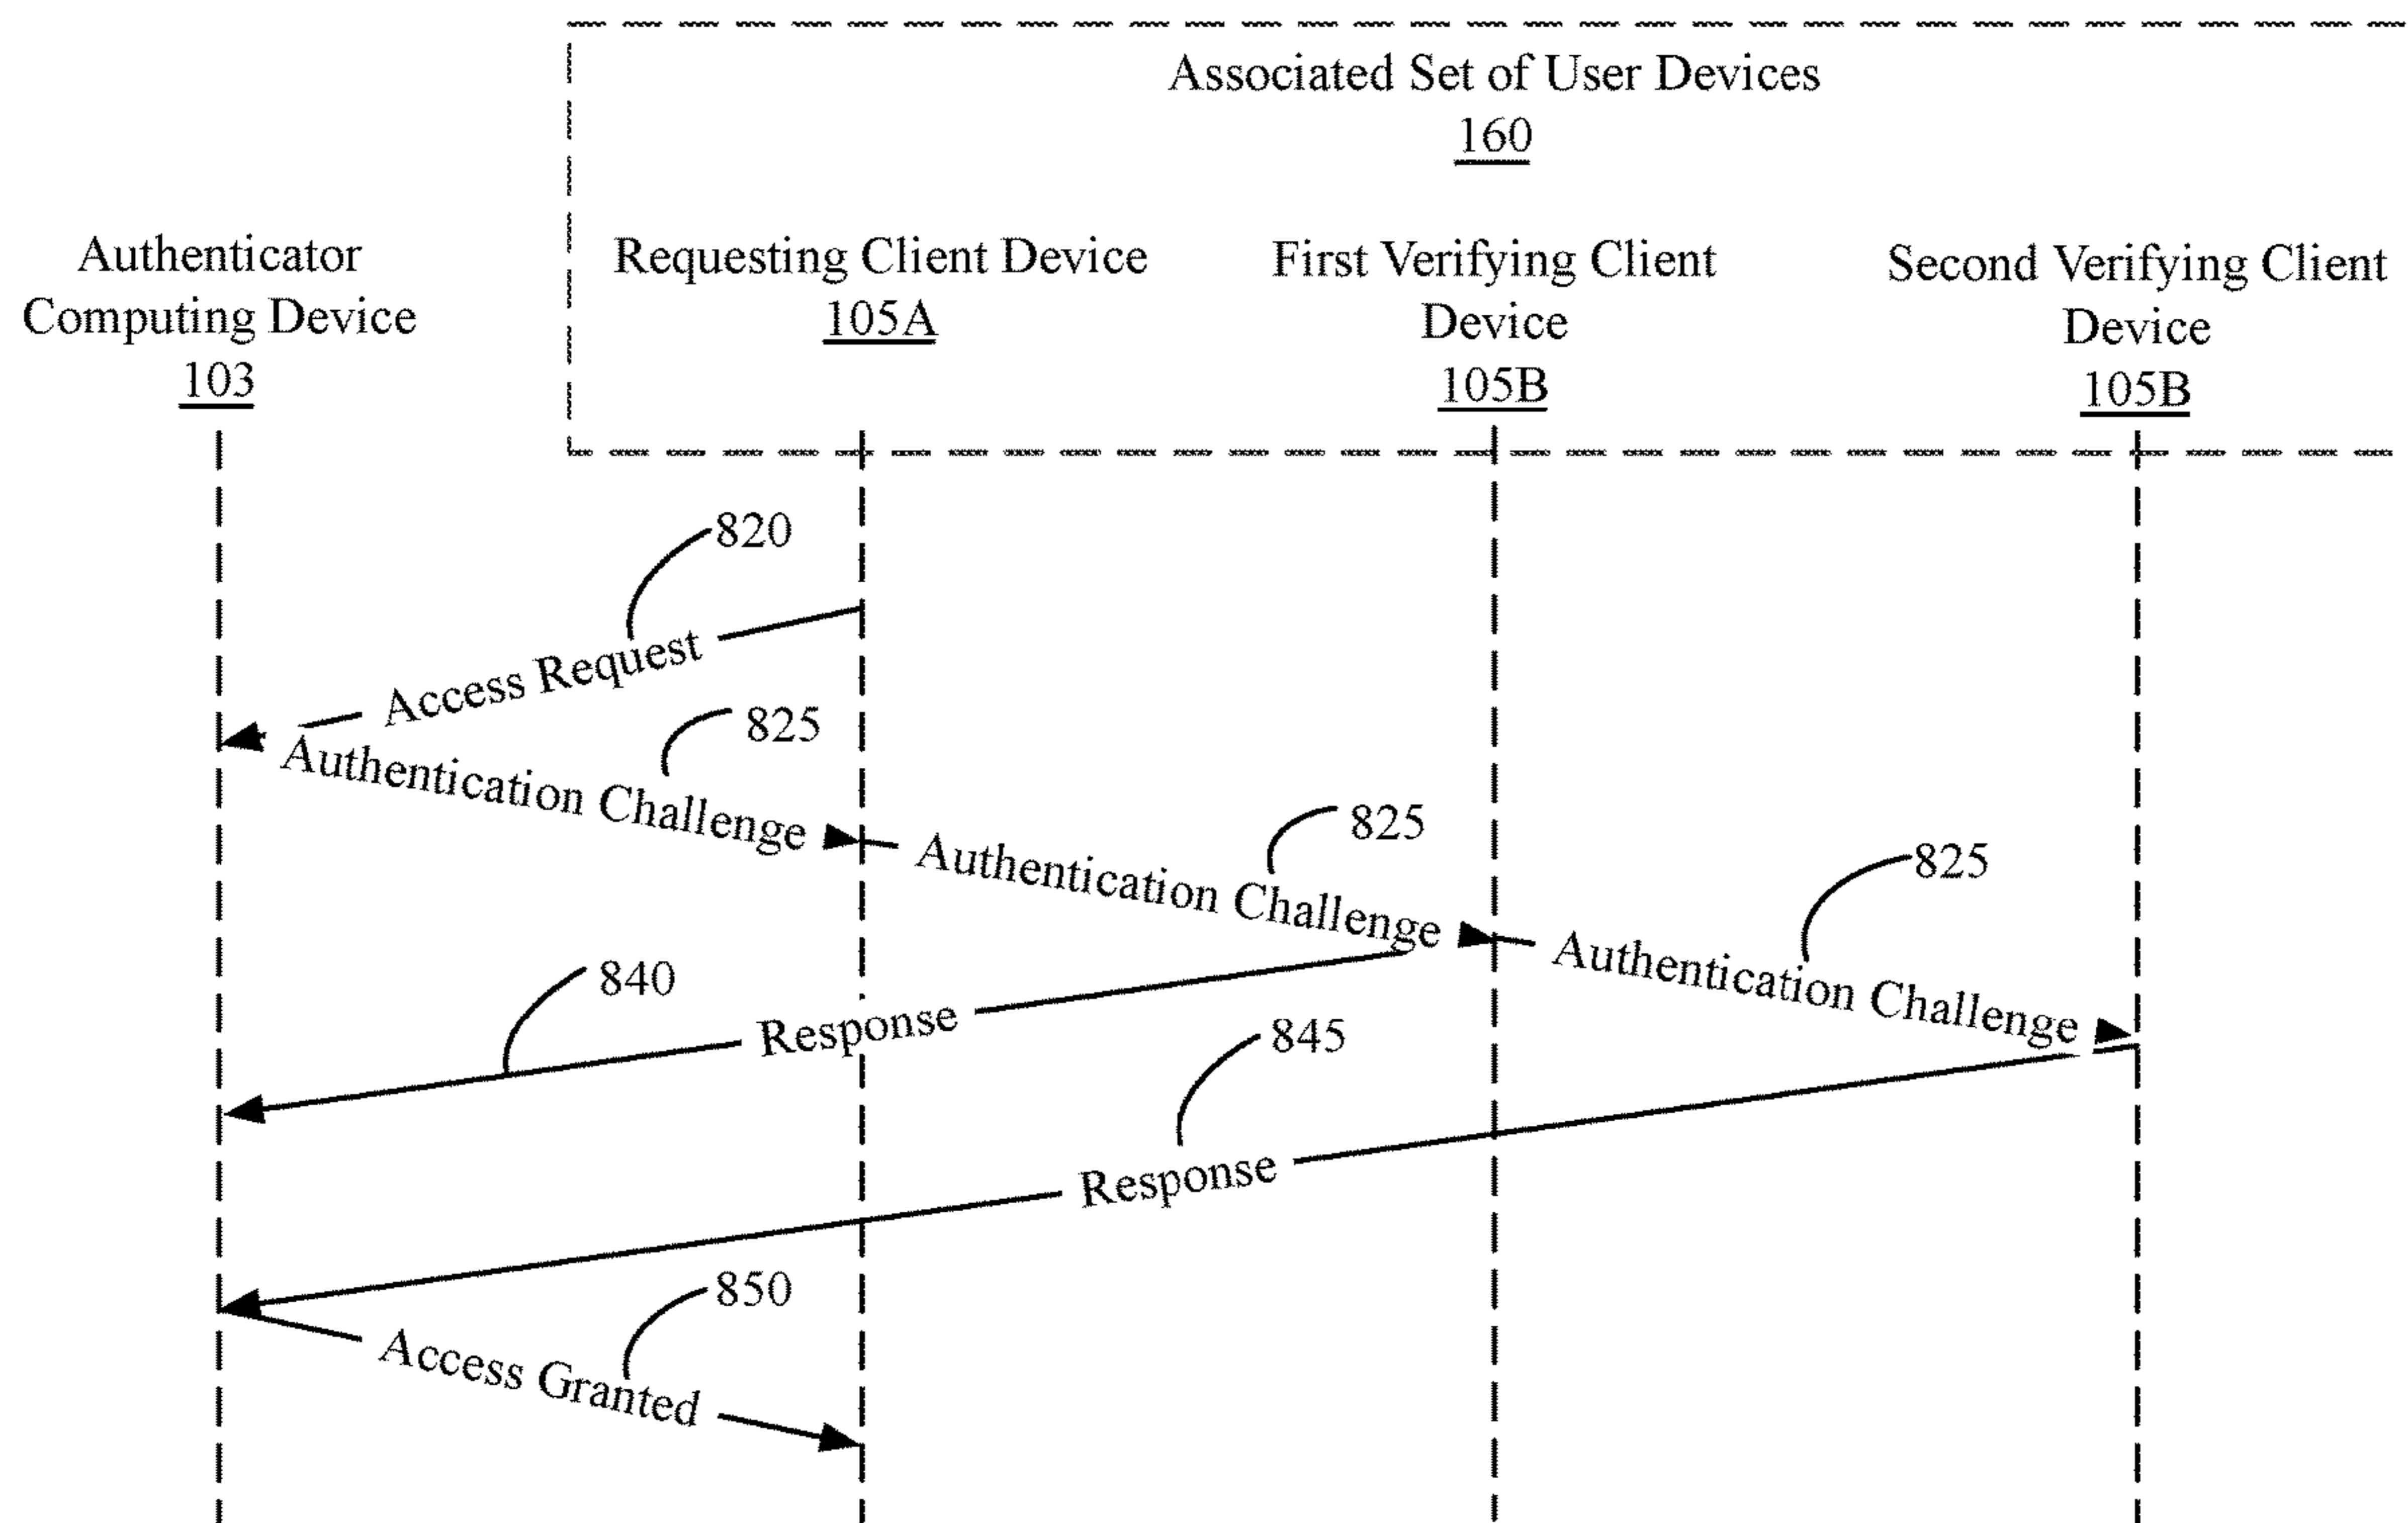 Associated Set of User Devices
160
Authenticator
Computing Device
103
Requesting Client Device
105A
First Verifying Client
Device
105B
Second Verifying Client
Device
105B
820
Access Request
825
Authentication Challenge
825
Authentication Challenge
825
Authentication Challenge
840
Response
845
Response
850
Access Granted